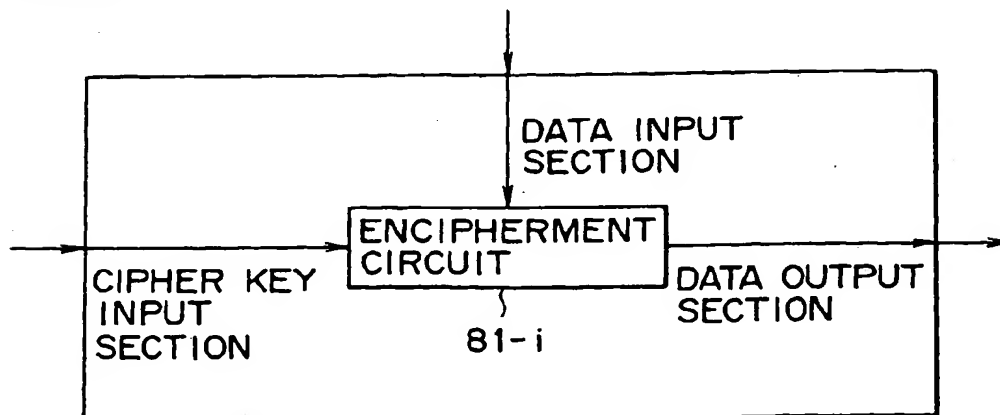 DATA INPUT
SECTION
ENCIPHERMENT
CIRCUIT
CIPHER KEY
INPUT
SECTION
DATA OUTPUT
SECTION
81-i